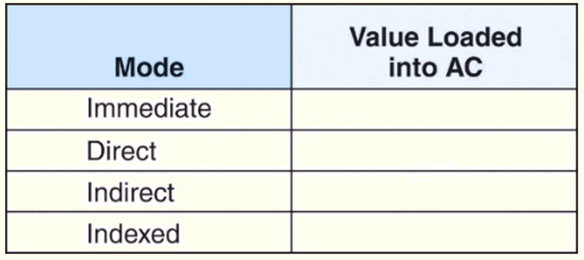 Mode
Value Loaded
into AC
Immediate
Direct
Indirect
Indexed